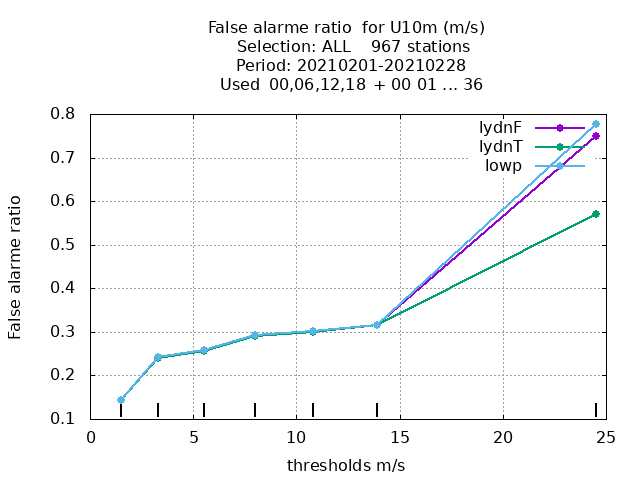 False alarme ratio  for U10m (m/s)
Selection: ALL    967 stations
Period: 20210201-20210228
Used  00,06,12,18 + 00 01 ... 36
lydnF
lydnT
lowp
False alarme ratio
0.8
0.7
0.6
0.5
0.4
0.3
0.2
0.1
0 5 10 15 20 25
thresholds m/s